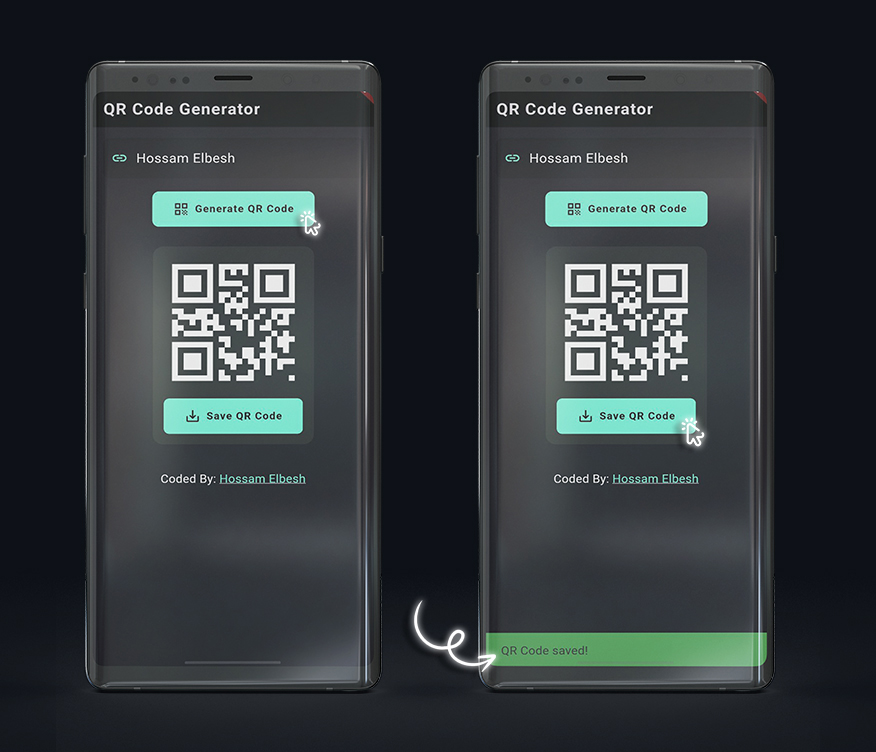 QR Code Generator
Hossam Elbesh
Generate QR Code
Save QR Code
Coded By: Hossam Elbesh
QR Code Generator
Hossam Elbesh
Generate QR Code
Save QR Code
Coded By: Hossam Elbesh
QR Code saved!